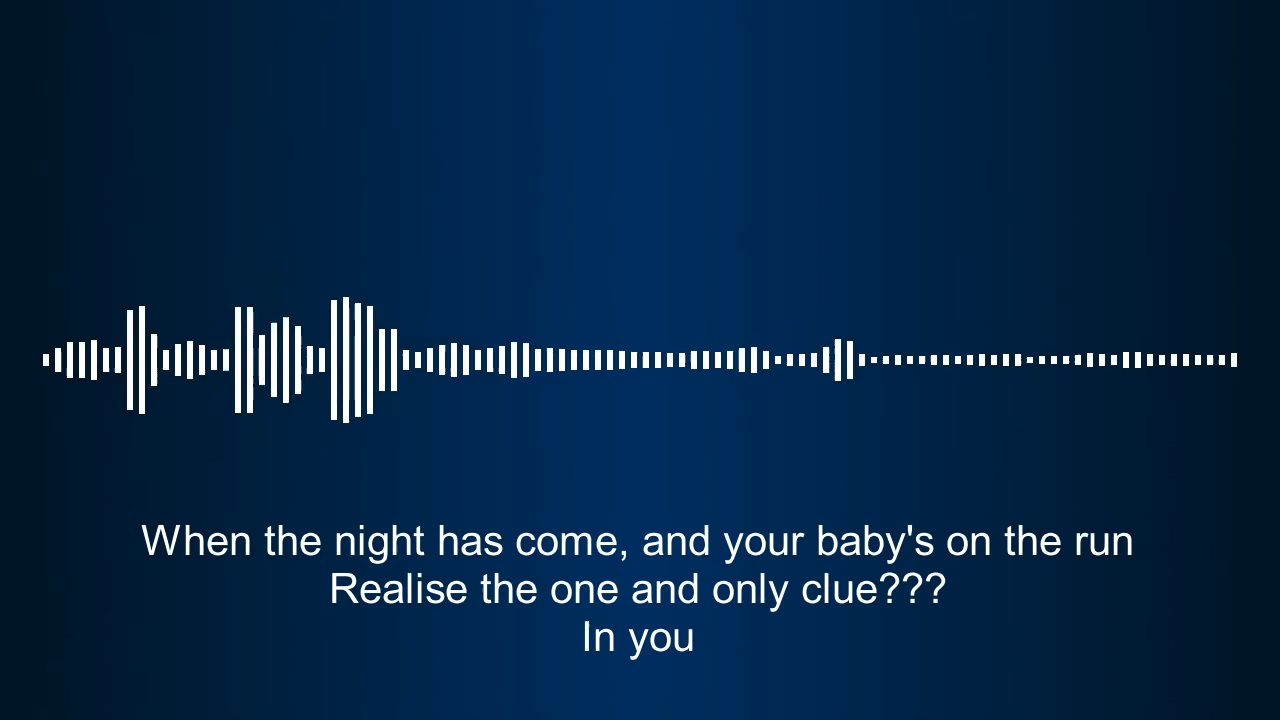 When the night has come, and your baby's on the run
Realise the one and only clue???
In you